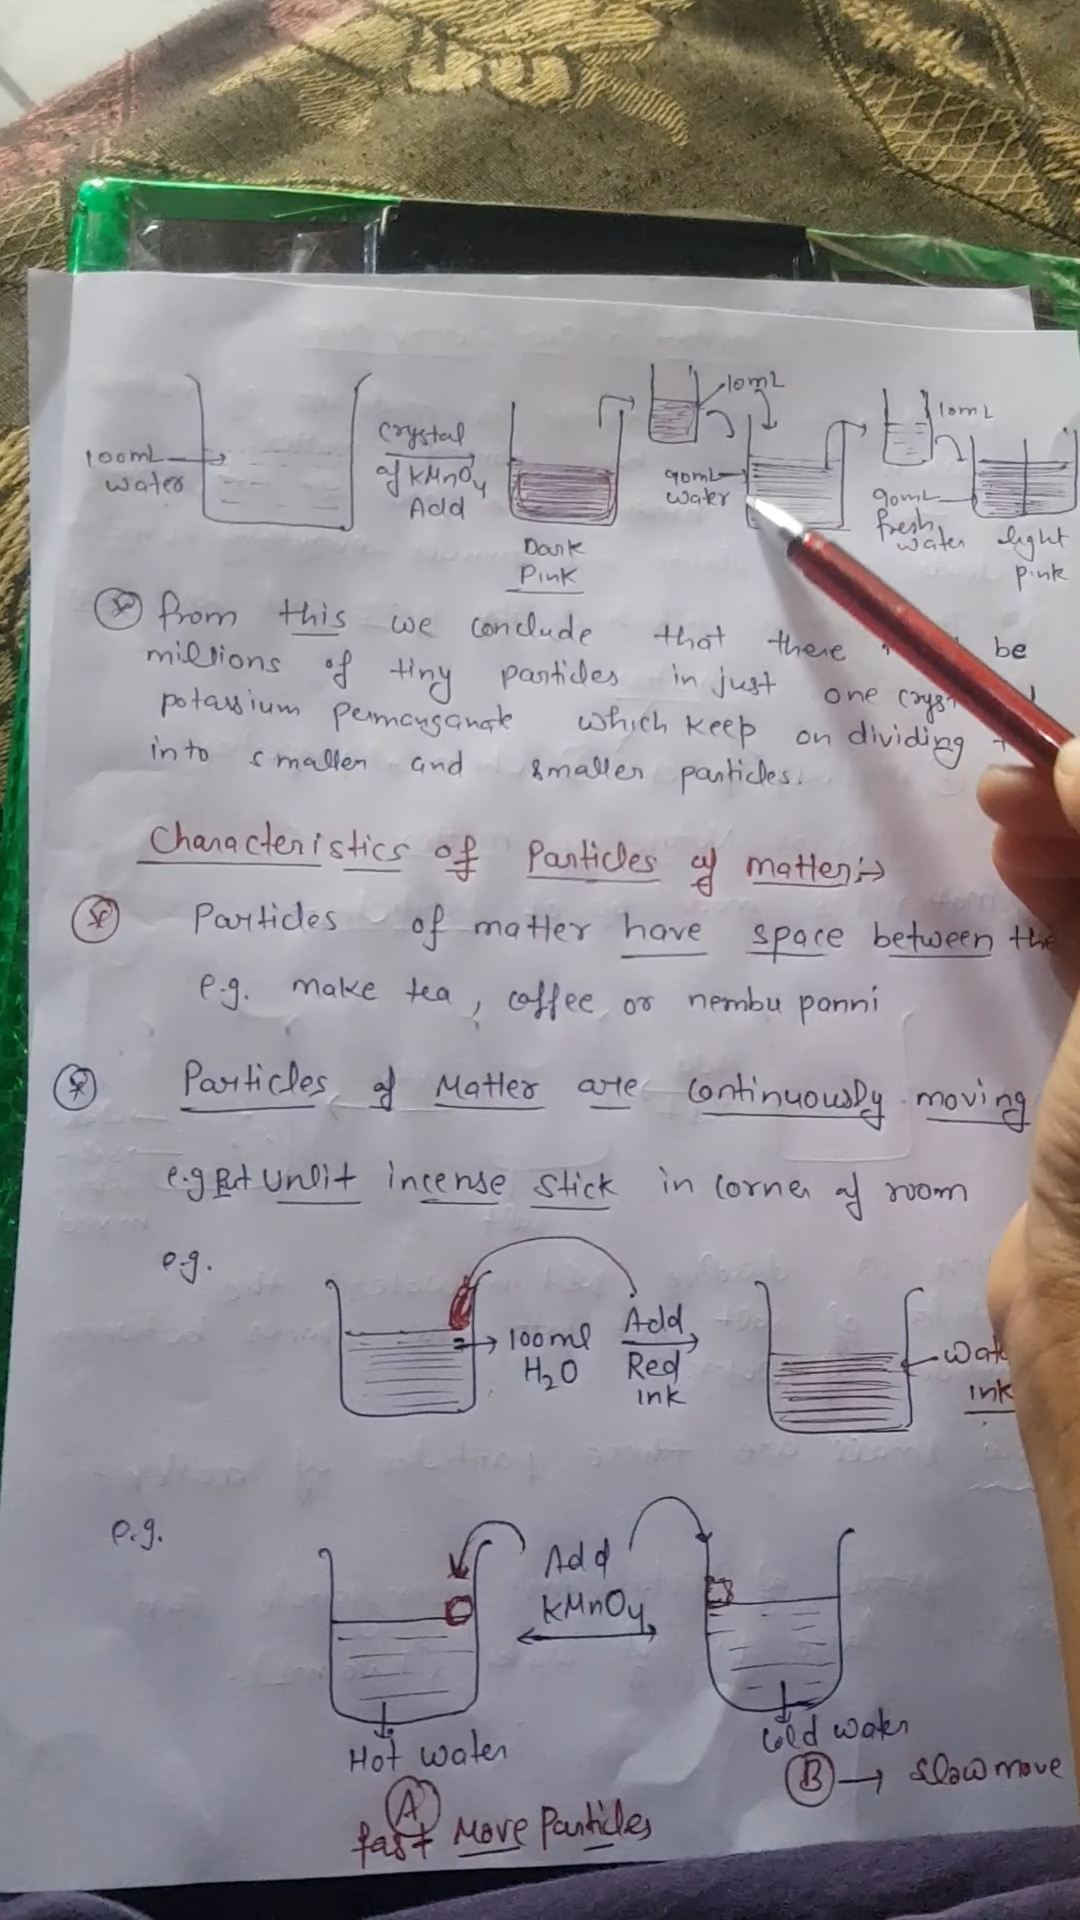 100mL
water
Crystal
of KMnO4
Add
Dark
Pink
10mL
90mL
water
10mL
90mL
fresh
water
light
pink
from this we conclude that there be
millions of tiny particles in just one
potassium permanganate which keep on dividing
into smaller and smaller particles.
Characteristics of Particles of matter:→
Particles of matter have space between
e.g. make tea, coffee or nembu panni
Particles of Matter are continuously moving
e.g Put Unlit incense stick in corner of room
e.g.
100ml
H2O
Add
Red
ink
ink
e.g.
Add
KMnO4
Hot water
Cold water
A
fast Move Particles
B → slow move